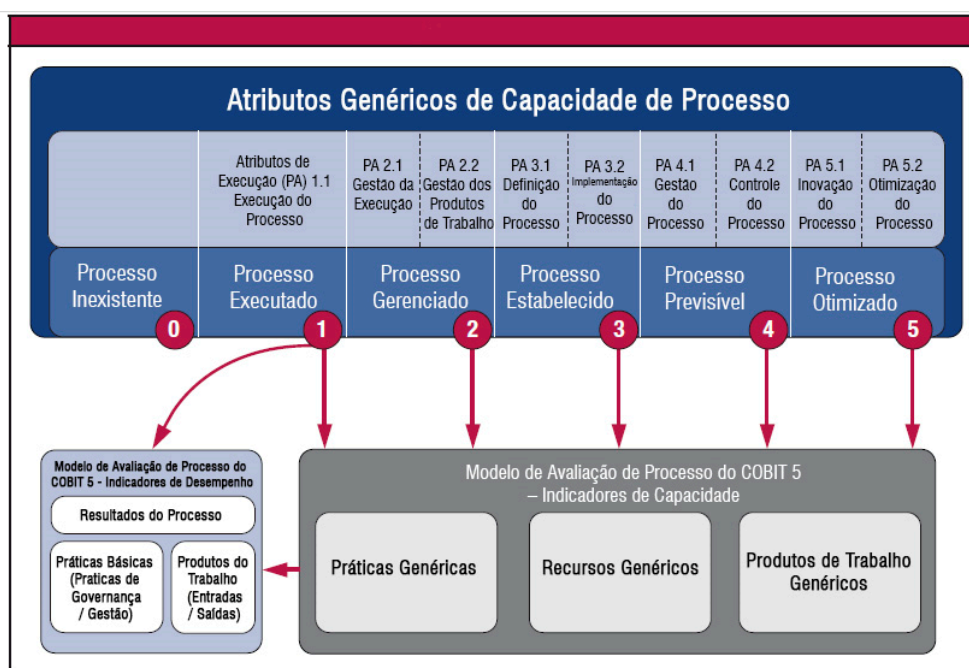 Atributos Genéricos de Capacidade de Processo
Atributos de
Execução (PA) 1.1
Execução do
Processo
PA 2.1
Gestão da
Execução
PA 2.2
Gestão dos
Produtos
de Trabalho
PA 3.1
Definição
do
Processo
PA 3.2
Implementação
do
Processo
PA 4.1
Gestão
do
Processo
PA 4.2
Controle
do
Processo
PA 5.1
Inovação
do
Processo
PA 5.2
Otimização
do
Processo
Processo
Inexistente
0
Processo
Executado
1
Processo
Gerenciado
2
Processo
Estabelecido
3
Processo
Previsível
4
Processo
Otimizado
5
Modelo de Avaliação de Processo do
COBIT 5 - Indicadores de Desempenho
Resultados do Processo
Práticas Básicas
(Praticas de
Governança
/ Gestão)
Produtos do
Trabalho
(Entradas
/ Saídas)
Modelo de Avaliação de Processo do COBIT 5
– Indicadores de Capacidade
Práticas Genéricas
Recursos Genéricos
Produtos de Trabalho
Genéricos